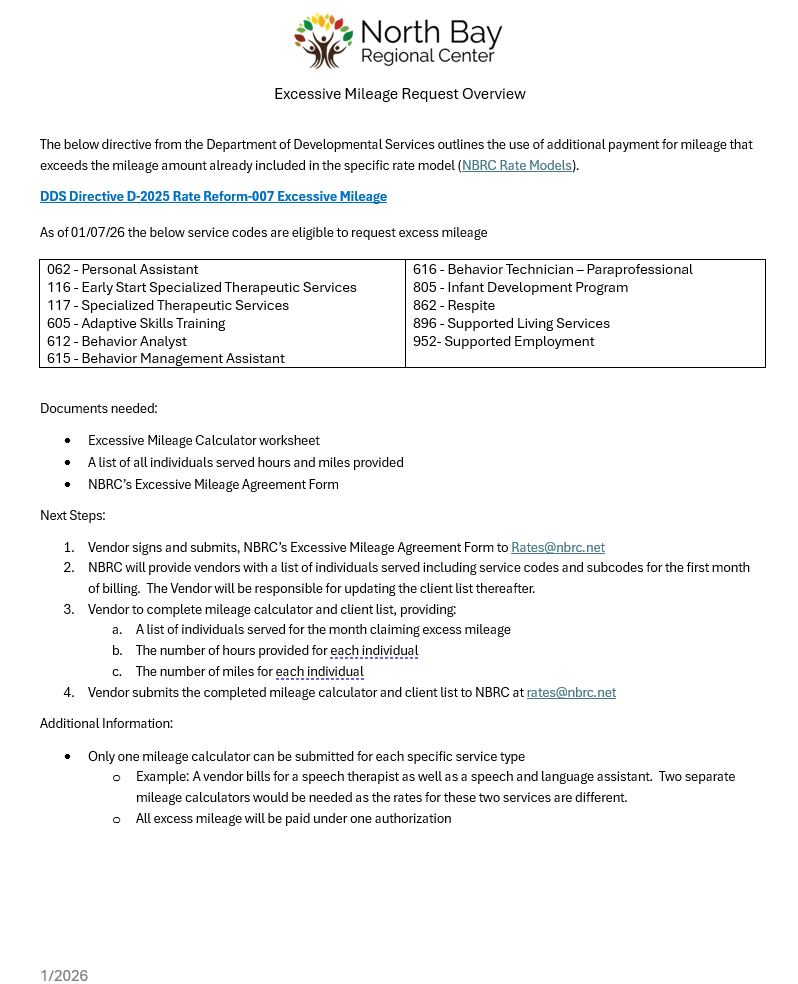 North Bay
Regional Center
Excessive Mileage Request Overview
The below directive from the Department of Developmental Services outlines the use of additional payment for mileage that
exceeds the mileage amount already included in the specific rate model (NBRC Rate Models).
DDS Directive D-2025 Rate Reform-007 Excessive Mileage
As of 01/07/26 the below service codes are eligible to request excess mileage
062 - Personal Assistant
116 - Early Start Specialized Therapeutic Services
117 - Specialized Therapeutic Services
605 - Adaptive Skills Training
612 - Behavior Analyst
615 - Behavior Management Assistant
616 - Behavior Technician – Paraprofessional
805 - Infant Development Program
862 - Respite
896 - Supported Living Services
952- Supported Employment
Documents needed:
• Excessive Mileage Calculator worksheet
• A list of all individuals served hours and miles provided
• NBRC’s Excessive Mileage Agreement Form
Next Steps:
1. Vendor signs and submits, NBRC’s Excessive Mileage Agreement Form to Rates@nbrc.net
2. NBRC will provide vendors with a list of individuals served including service codes and subcodes for the first month
of billing.  The Vendor will be responsible for updating the client list thereafter.
3. Vendor to complete mileage calculator and client list, providing:
a. A list of individuals served for the month claiming excess mileage
b. The number of hours provided for each individual
c. The number of miles for each individual
4. Vendor submits the completed mileage calculator and client list to NBRC at rates@nbrc.net
Additional Information:
• Only one mileage calculator can be submitted for each specific service type
o Example: A vendor bills for a speech therapist as well as a speech and language assistant.  Two separate
mileage calculators would be needed as the rates for these two services are different.
o All excess mileage will be paid under one authorization
1/2026